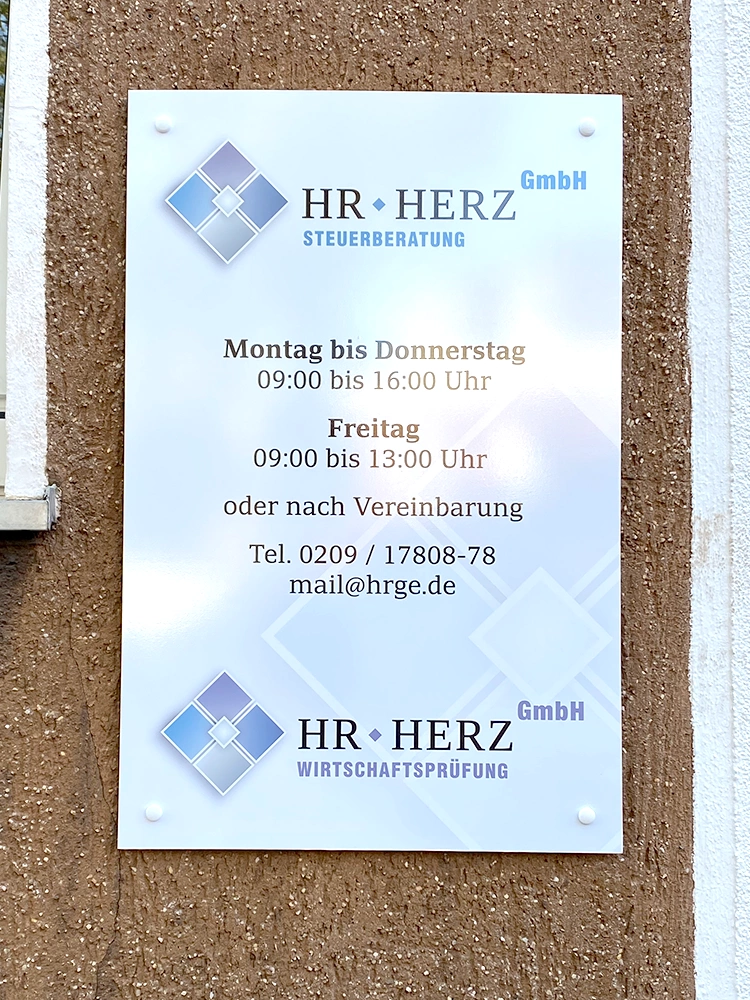 HR ◆ HERZ GmbH
STEUERBERATUNG
Montag bis Donnerstag
09:00 bis 16:00 Uhr
Freitag
09:00 bis 13:00 Uhr
oder nach Vereinbarung
Tel. 0209 / 17808-78
mail@hrge.de
HR ◆ HERZ GmbH
WIRTSCHAFTSPRÜFUNG